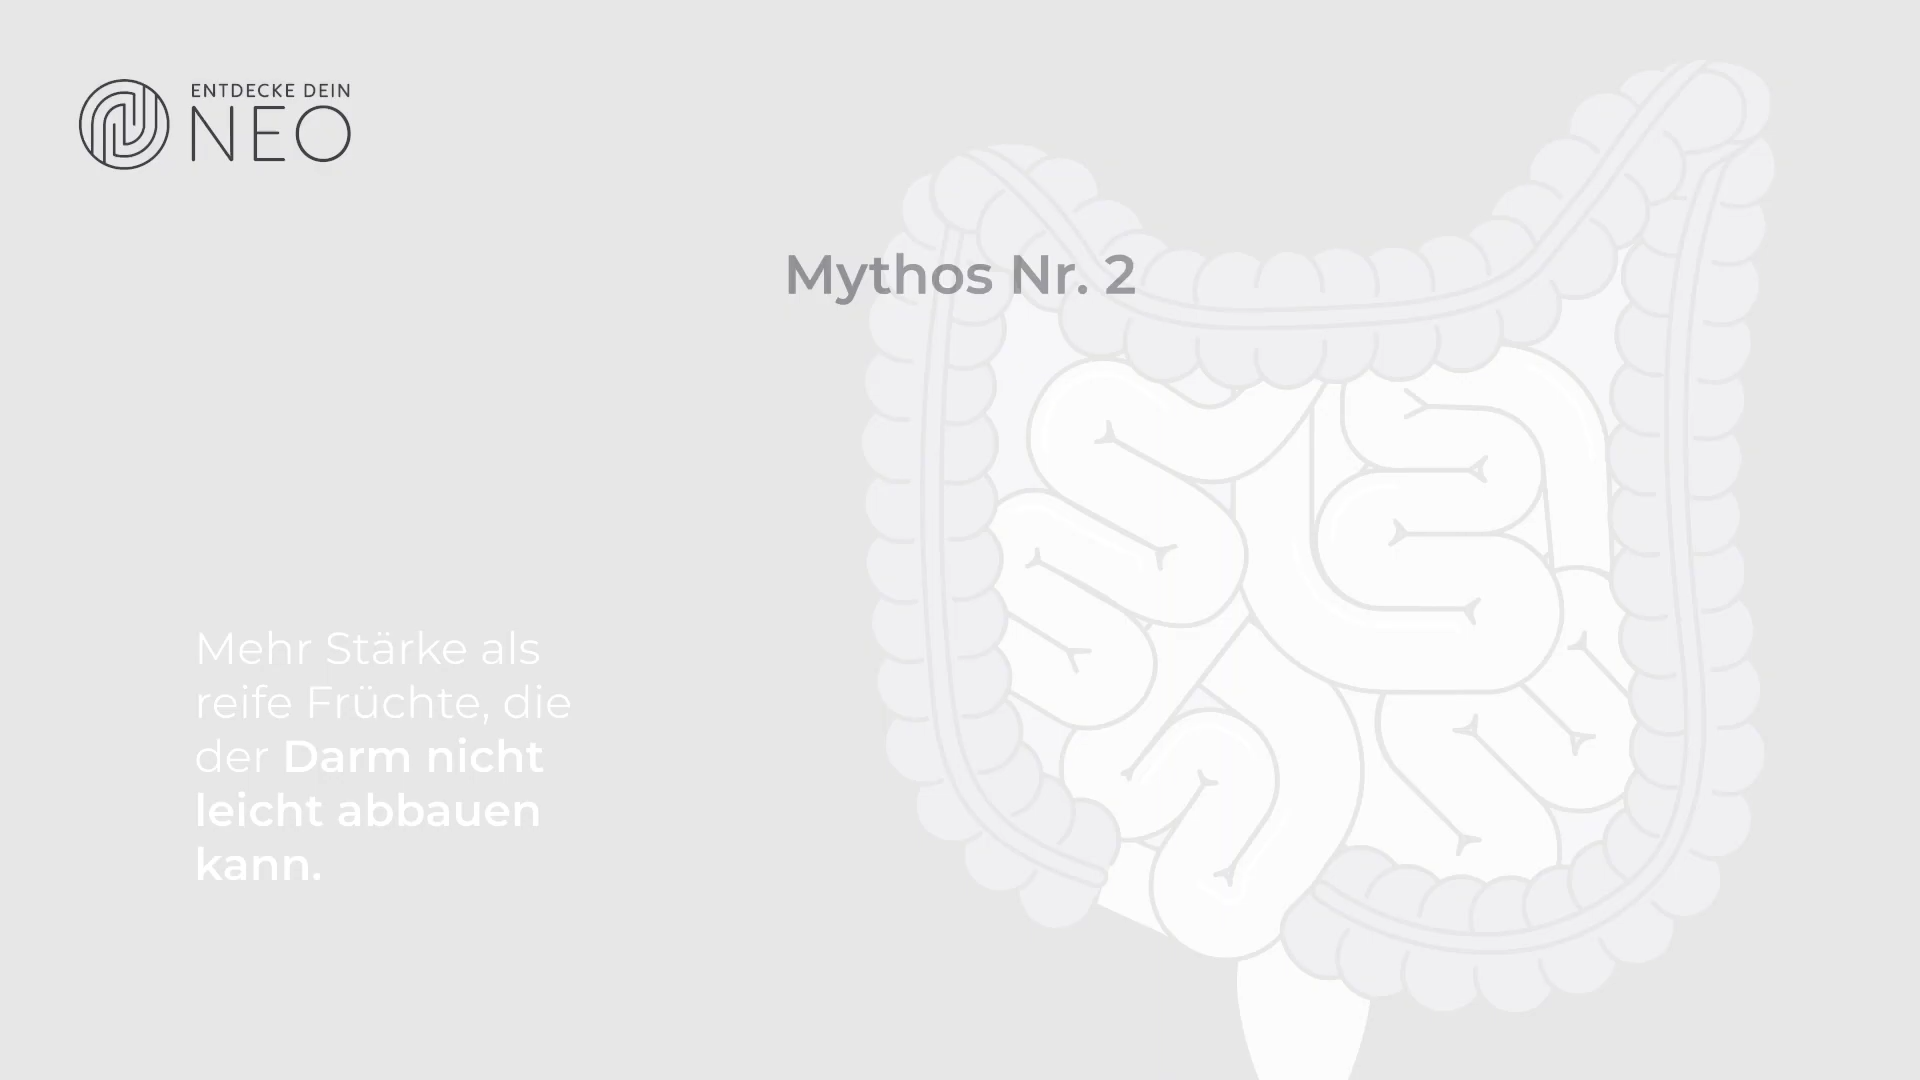 ENTDECKE DEIN
NEO
Mythos Nr. 2
Mehr Stärke als
reife Früchte, die
der Darm nicht
leicht abbauen
kann.